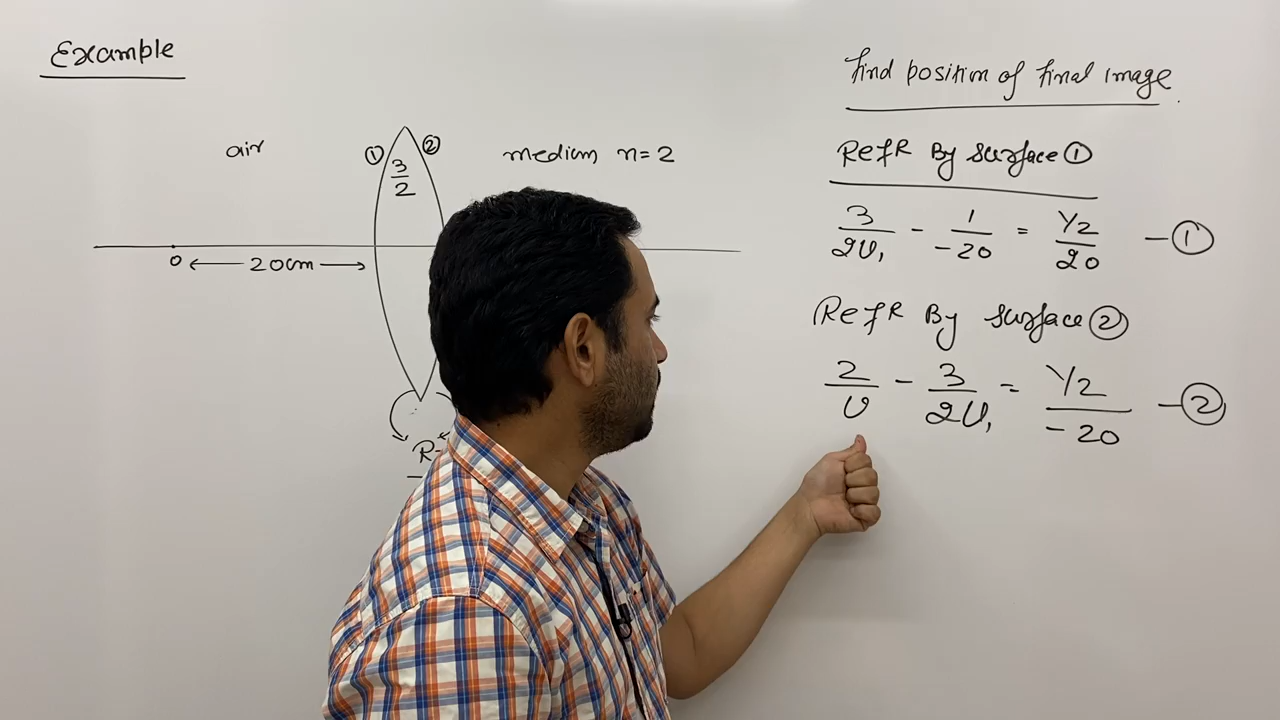 Example
find position of final image.
air
①
②
3/2
medium n=2
O ← 20cm →
R-
RefR By surface ①
3/2v₁ - 1/-20 = 1/2/20 -①
RefR By surface ②
2/v - 3/2v₁ = 1/2/-20 -②